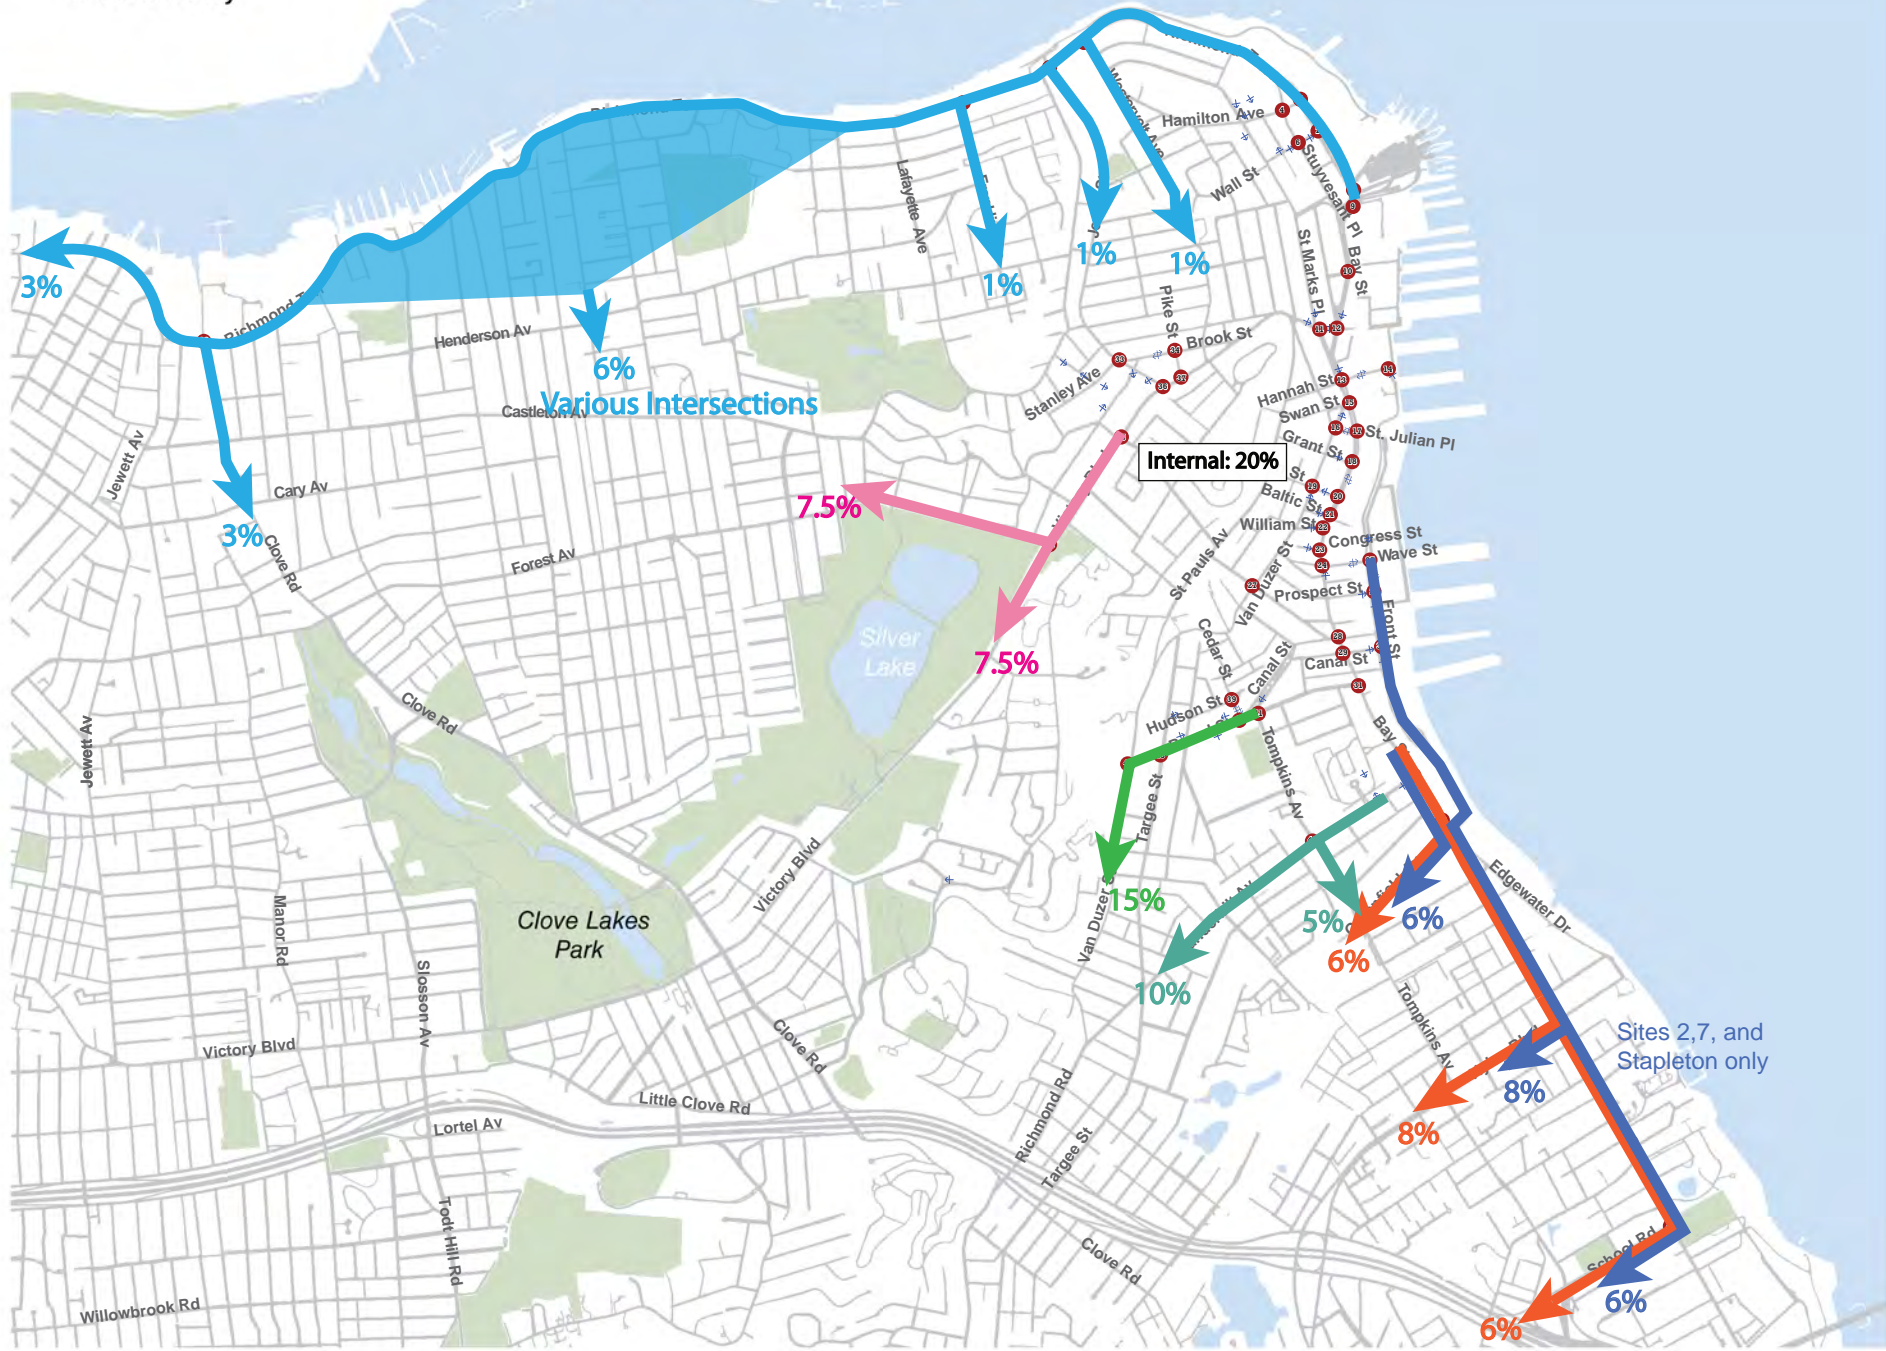 Hamilton Ave
Westervelt Ave
Wall St
Stuyvesant Pl
Lafayette Ave
St Marks Pl
Bay St
3%
1%
1%
1%
Pike St
Henderson Av
Brook St
6%
Various Intersections
Castleton Av
Stanley Ave
Hannah St
Swan St
St. Julian Pl
Grant St
Jewett Av
Internal: 20%
Cary Av
7.5%
St
Baltic St
William St
Congress St
Wave St
3%
Clove Rd
Forest Av
St Pauls Av
Van Duzer St
Prospect St
Front St
Silver
Lake
7.5%
Cedar St
Canal St
Canal St
Hudson St
Clove Rd
Jewett Av
Bay
Tompkins Av
Targee St
Victory Blvd
Edgewater Dr
15%
5%
6%
Manor Rd
Clove Lakes
Park
Van Duzer S
6%
10%
Slosson Av
Tompkins Av
Clove Rd
Victory Blvd
Sites 2,7, and
Stapleton only
8%
8%
Little Clove Rd
Lortel Av
Richmond Rd
Targee St
Todt Hill Rd
Clove Rd
School Rd
6%
6%
Willowbrook Rd